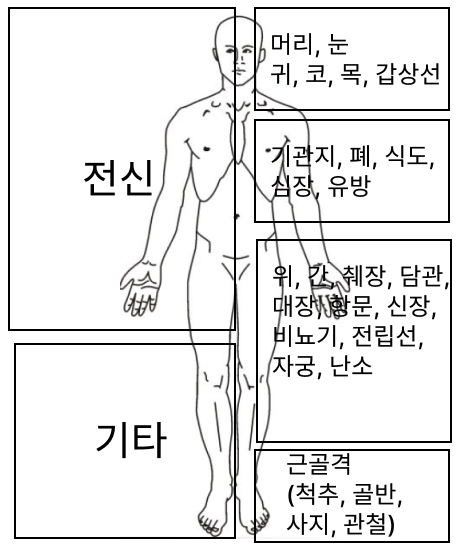 전신
기타
머리, 눈
귀, 코, 목, 갑상선
기관지, 폐, 식도,
심장, 유방
위, 간, 췌장, 담관,
대장, 항문, 신장,
비뇨기, 전립선,
자궁, 난소
근골격
(척추, 골반,
사지, 관철)